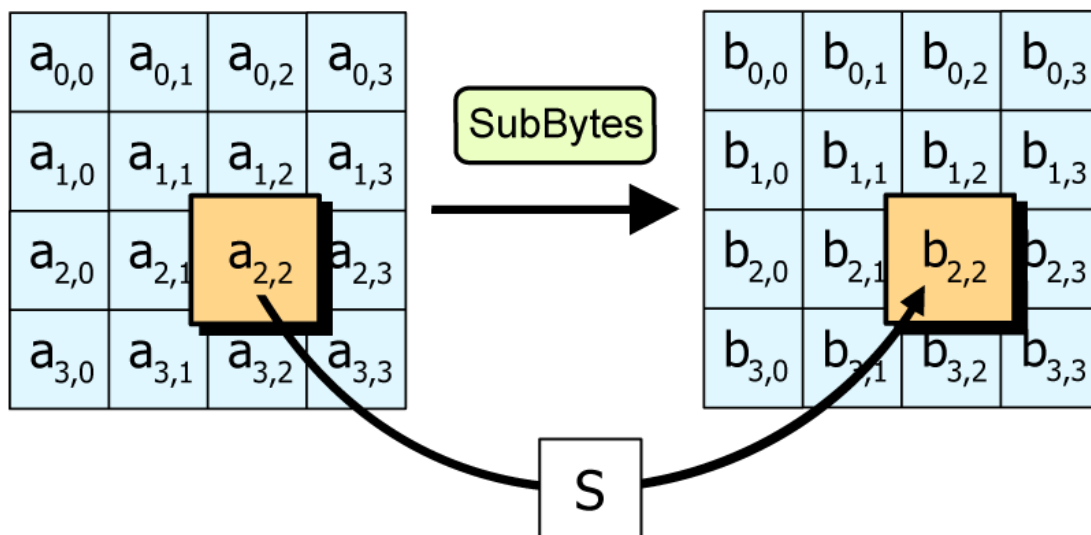 a0,0 a0,1 a0,2 a0,3
a1,0 a1,1 a1,2 a1,3
a2,0 a2,1 a2,2 a2,3
a3,0 a3,1 a3,2 a3,3
SubBytes
b0,0 b0,1 b0,2 b0,3
b1,0 b1,1 b1,2 b1,3
b2,0 b2,1 b2,2 b2,3
b3,0 b3,1 b3,2 b3,3
S